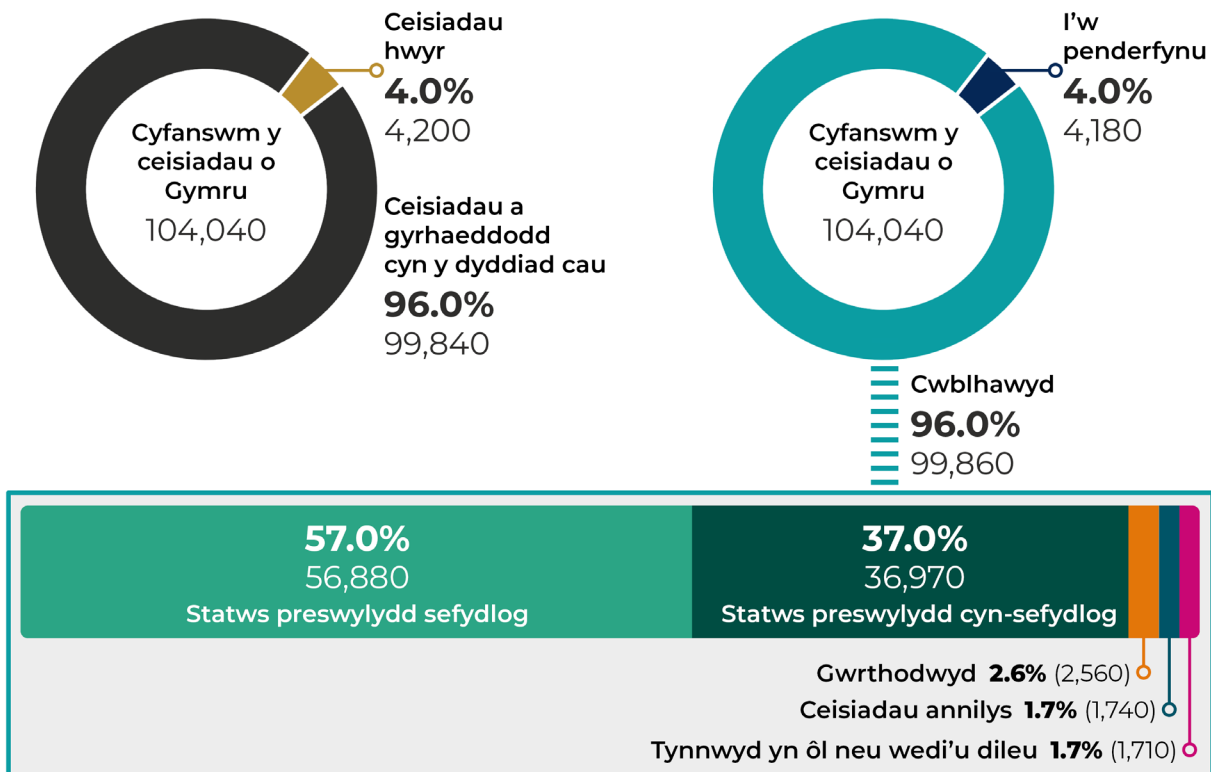 Ceisiadau
hwyr
4.0%
4,200
Cyfanswm y
ceisiadau o
Gymru
104,040
Ceisiadau a
gyrhaeddodd
cyn y dyddiad cau
96.0%
99,840
I'w
penderfynu
4.0%
4,180
Cyfanswm y
ceisiadau o
Gymru
104,040
Cwblhawyd
96.0%
99,860
57.0%
56,880
Statws preswylydd sefydlog
37.0%
36,970
Statws preswylydd cyn-sefydlog
Gwrthodwyd 2.6% (2,560)
Ceisiadau annilys 1.7% (1,740)
Tynnwyd yn ôl neu wedi'u dileu 1.7% (1,710)